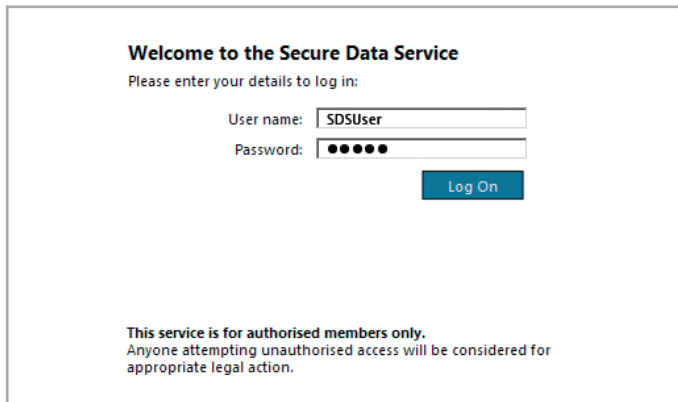 Welcome to the Secure Data Service
Please enter your details to log in:
User name: SDSUser
Password: ●●●●●
Log On
This service is for authorised members only.
Anyone attempting unauthorised access will be considered for
appropriate legal action.